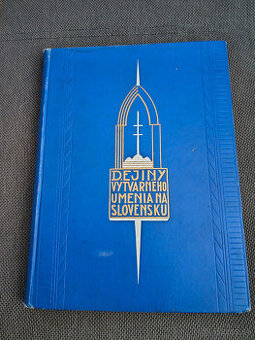 DEJINY
VÝTVARNÉHO
UMENIA NA
SLOVENSKU